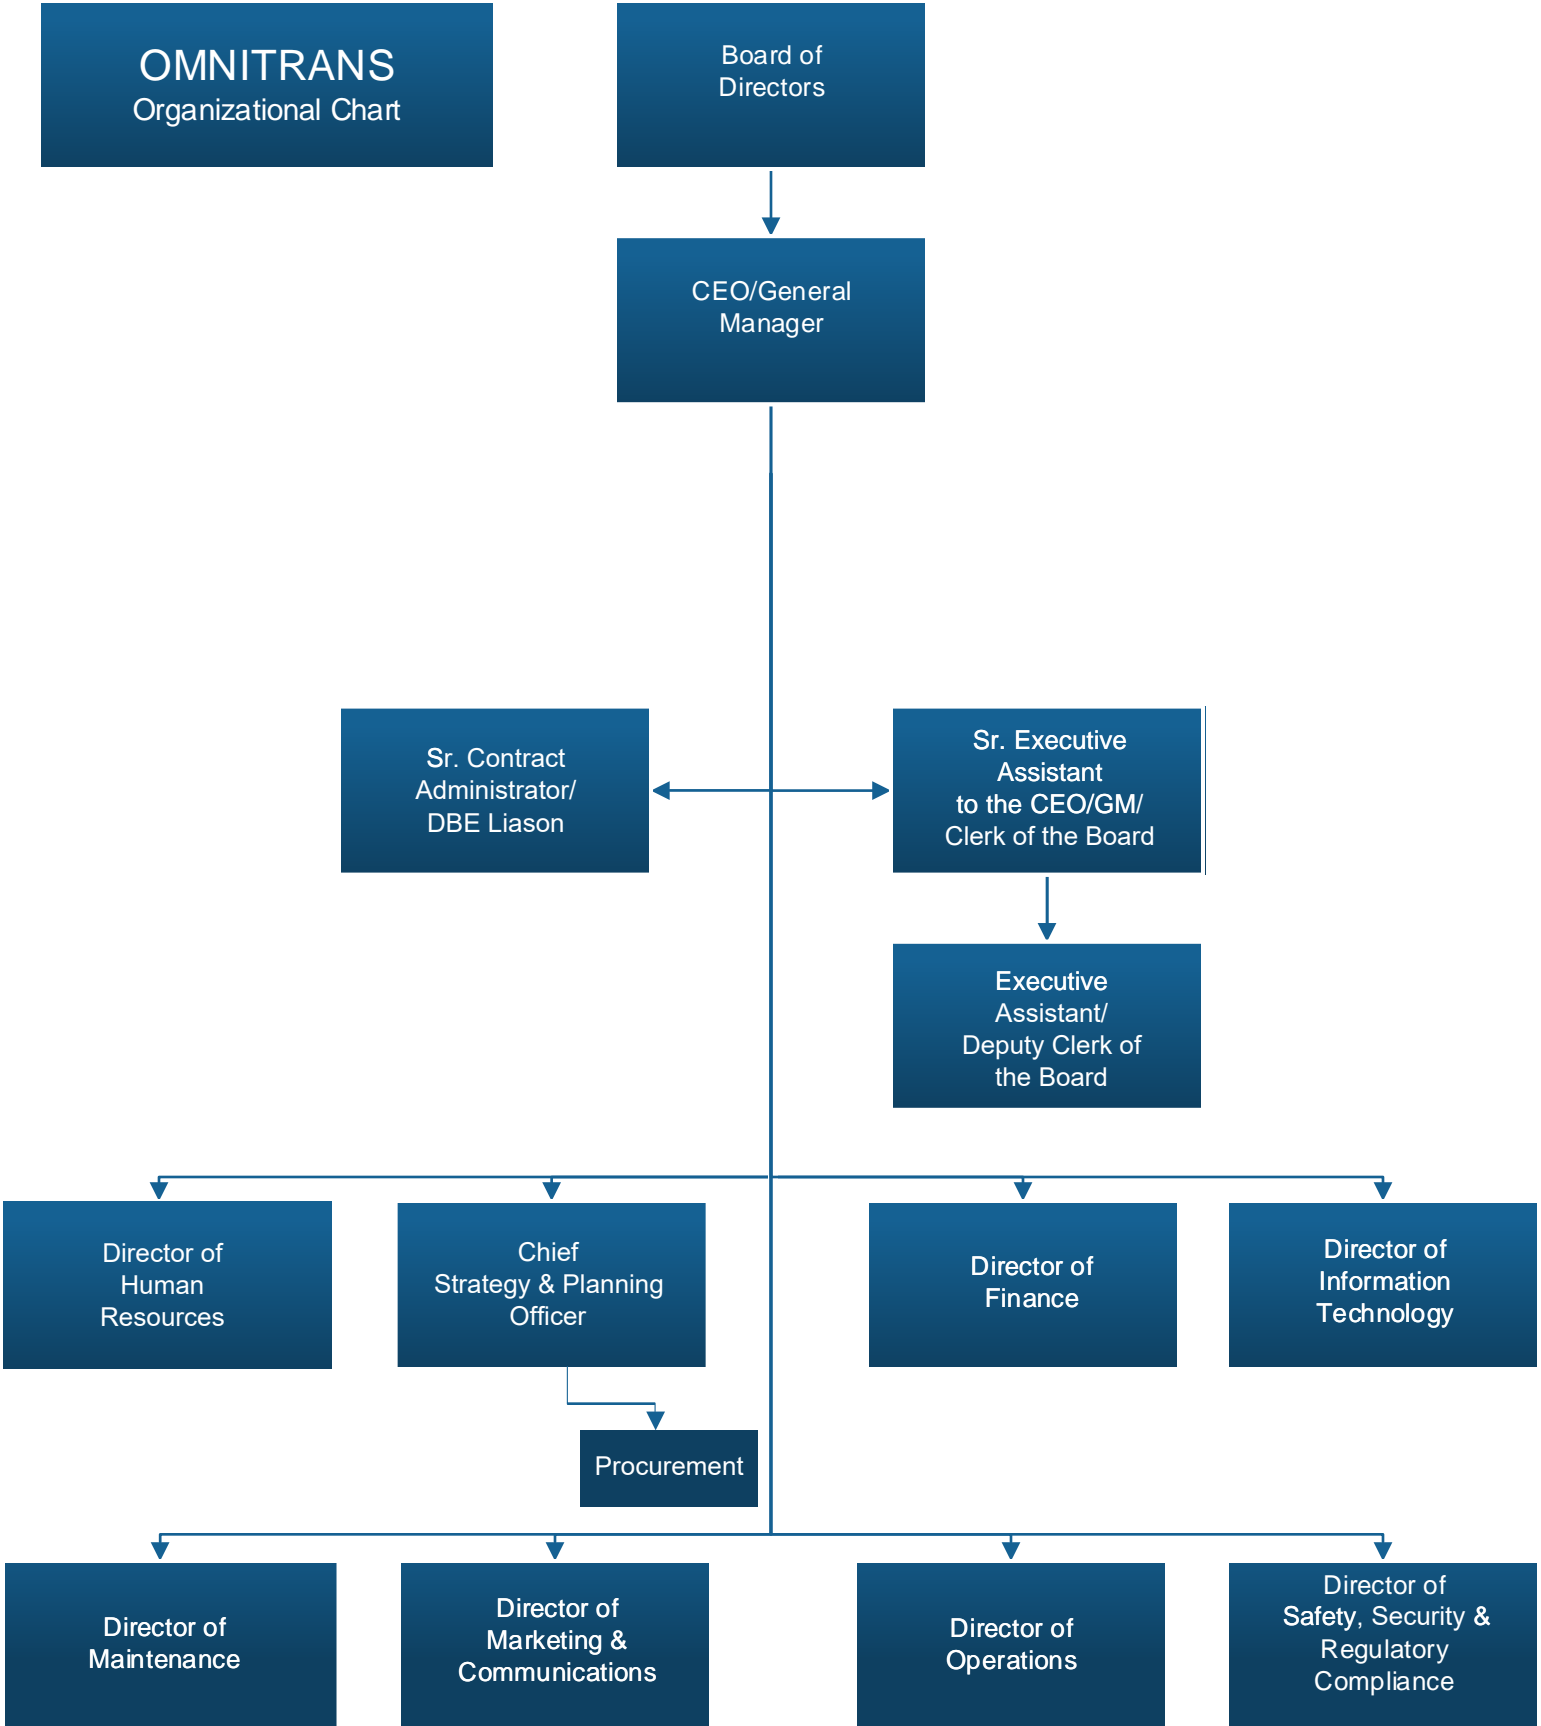 OMNITRANS
Organizational Chart
Board of
Directors
CEO/General
Manager
Sr. Contract
Administrator/
DBE Liason
Sr. Executive
Assistant
to the CEO/GM/
Clerk of the Board
Executive
Assistant/
Deputy Clerk of
the Board
Director of
Human
Resources
Chief
Strategy & Planning
Officer
Director of
Finance
Director of
Information
Technology
Procurement
Director of
Maintenance
Director of
Marketing &
Communications
Director of
Operations
Director of
Safety, Security &
Regulatory
Compliance